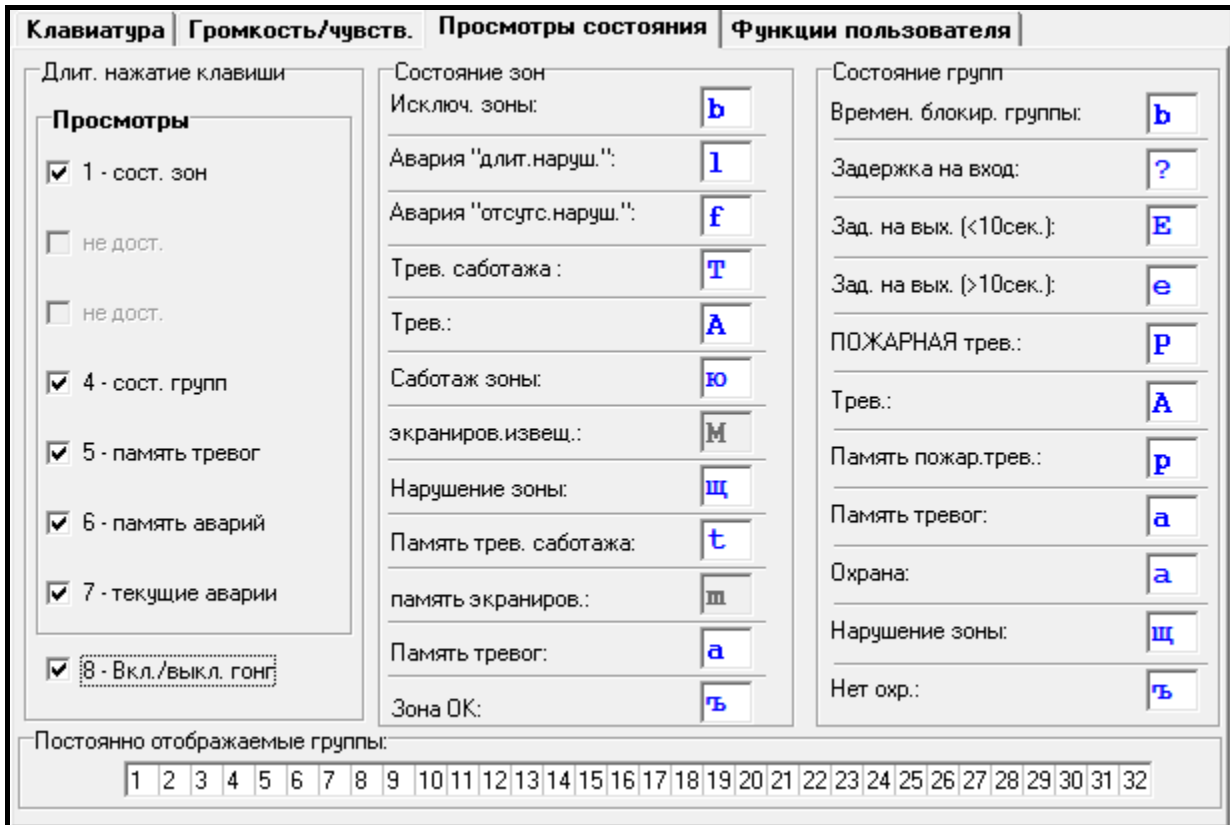 Клавиатура Громкость/чувств. Просмотры состояния Функции пользователя
Длит. нажатие клавиши
Просмотры
1 - сост. зон
не дост.
не дост.
4 - сост. групп
5 - память тревог
6 - память аварий
7 - текущие аварии
8 - Вкл./выкл. гонг
Состояние зон
Исключ. зоны: b
Авария "длит.наруш.": l
Авария "отсутс.наруш.": f
Трев. саботажа : T
Трев.: A
Саботаж зоны: ю
экраниров.извещ.: M
Нарушение зоны: щ
Память трев. саботажа: t
память экраниров.: m
Память тревог: a
Зона ОК: ъ
Состояние групп
Времен. блокир. группы: b
Задержка на вход: ?
Зад. на вых. (<10сек.): E
Зад. на вых. (>10сек.): e
ПОЖАРНАЯ трев.: P
Трев.: A
Память пожар.трев.: p
Память тревог: a
Охрана: a
Нарушение зоны: щ
Нет охр.: ъ
Постоянно отображаемые группы:
1 2 3 4 5 6 7 8 9 10 11 12 13 14 15 16 17 18 19 20 21 22 23 24 25 26 27 28 29 30 31 32